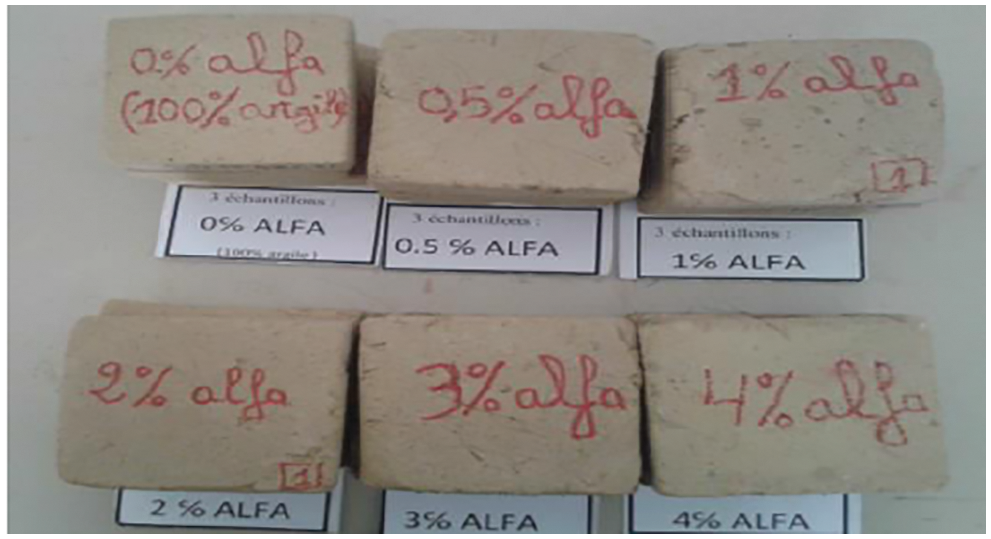 0% alfa
(100% argile)
0,5% alfa
1% alfa
1
3 échantillons :
0% ALFA
(100% argile)
3 échantillons :
0.5 % ALFA
3 échantillons :
1% ALFA
2% alfa
1
3% alfa
4% alfa
2 % ALFA
3% ALFA
4% ALFA